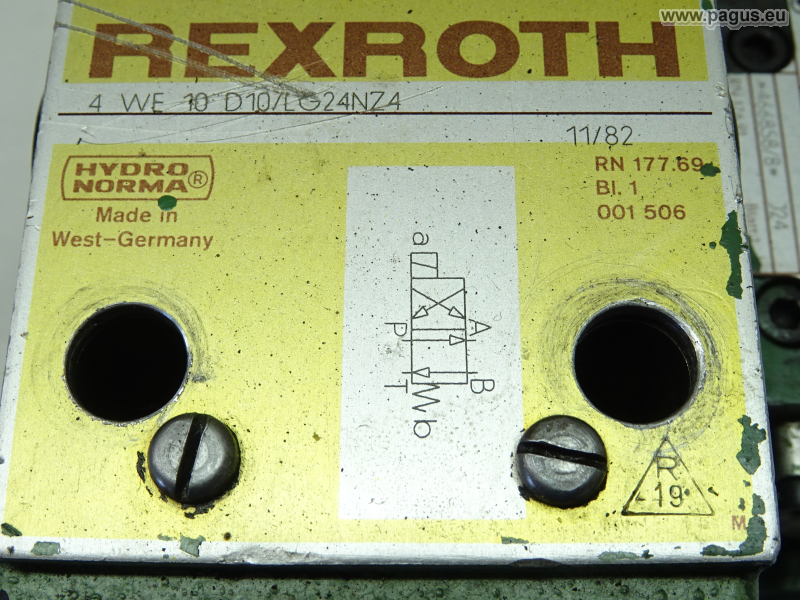 www.pagus.eu
REXROTH
4 WE 10 D10/LG24NZ4
11/82
HYDRO
NORMA®
Made in
West-Germany
RN 177.69
Bl. 1
001 506
a
P A
T B
b
R
19
M